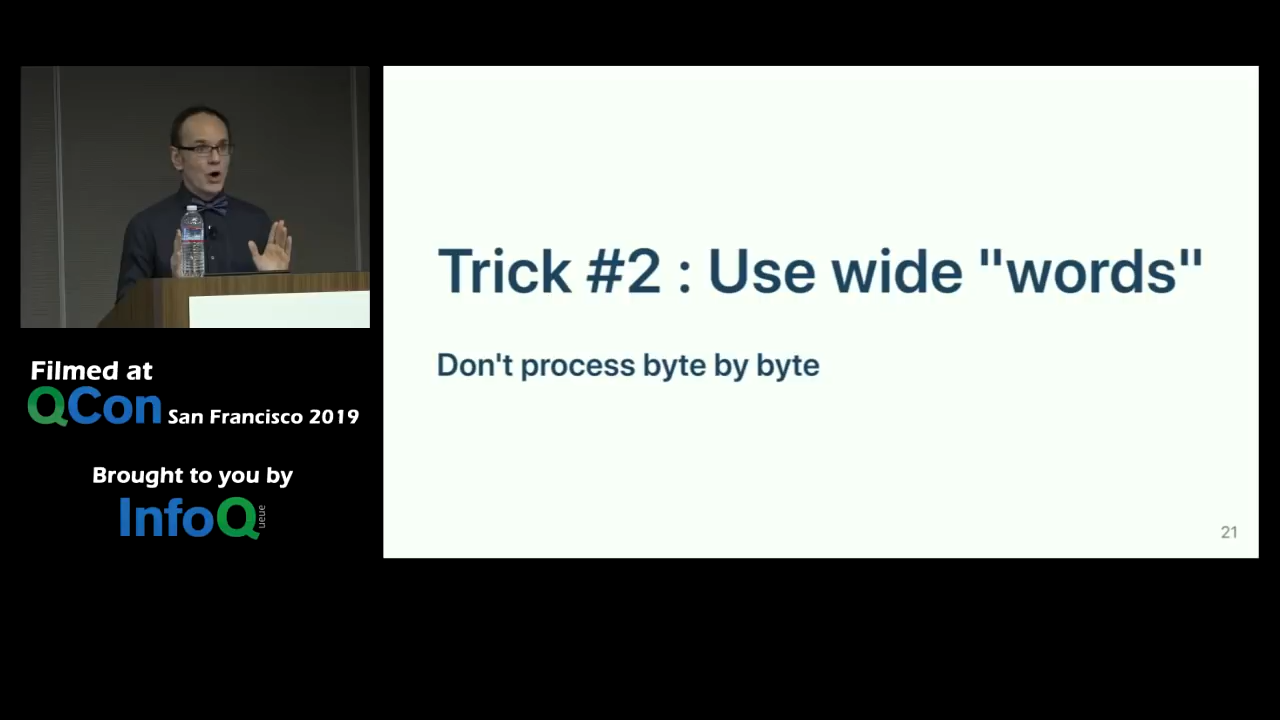 Trick #2 : Use wide "words"
Don't process byte by byte
21
Filmed at
QCon San Francisco 2019
Brought to you by
InfoQ ueue